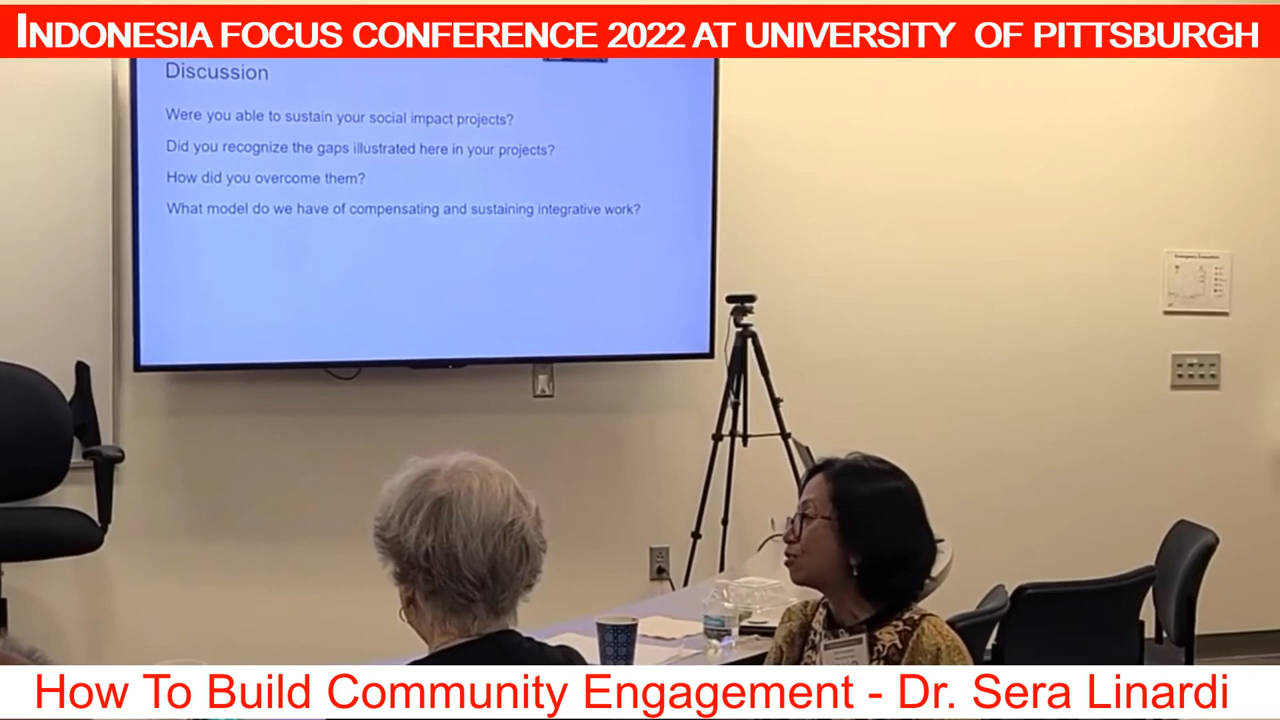 INDONESIA FOCUS CONFERENCE 2022 AT UNIVERSITY OF PITTSBURGH
Discussion
Were you able to sustain your social impact projects?
Did you recognize the gaps illustrated here in your projects?
How did you overcome them?
What model do we have of compensating and sustaining integrative work?
Emergency Evacuation
How To Build Community Engagement - Dr. Sera Linardi